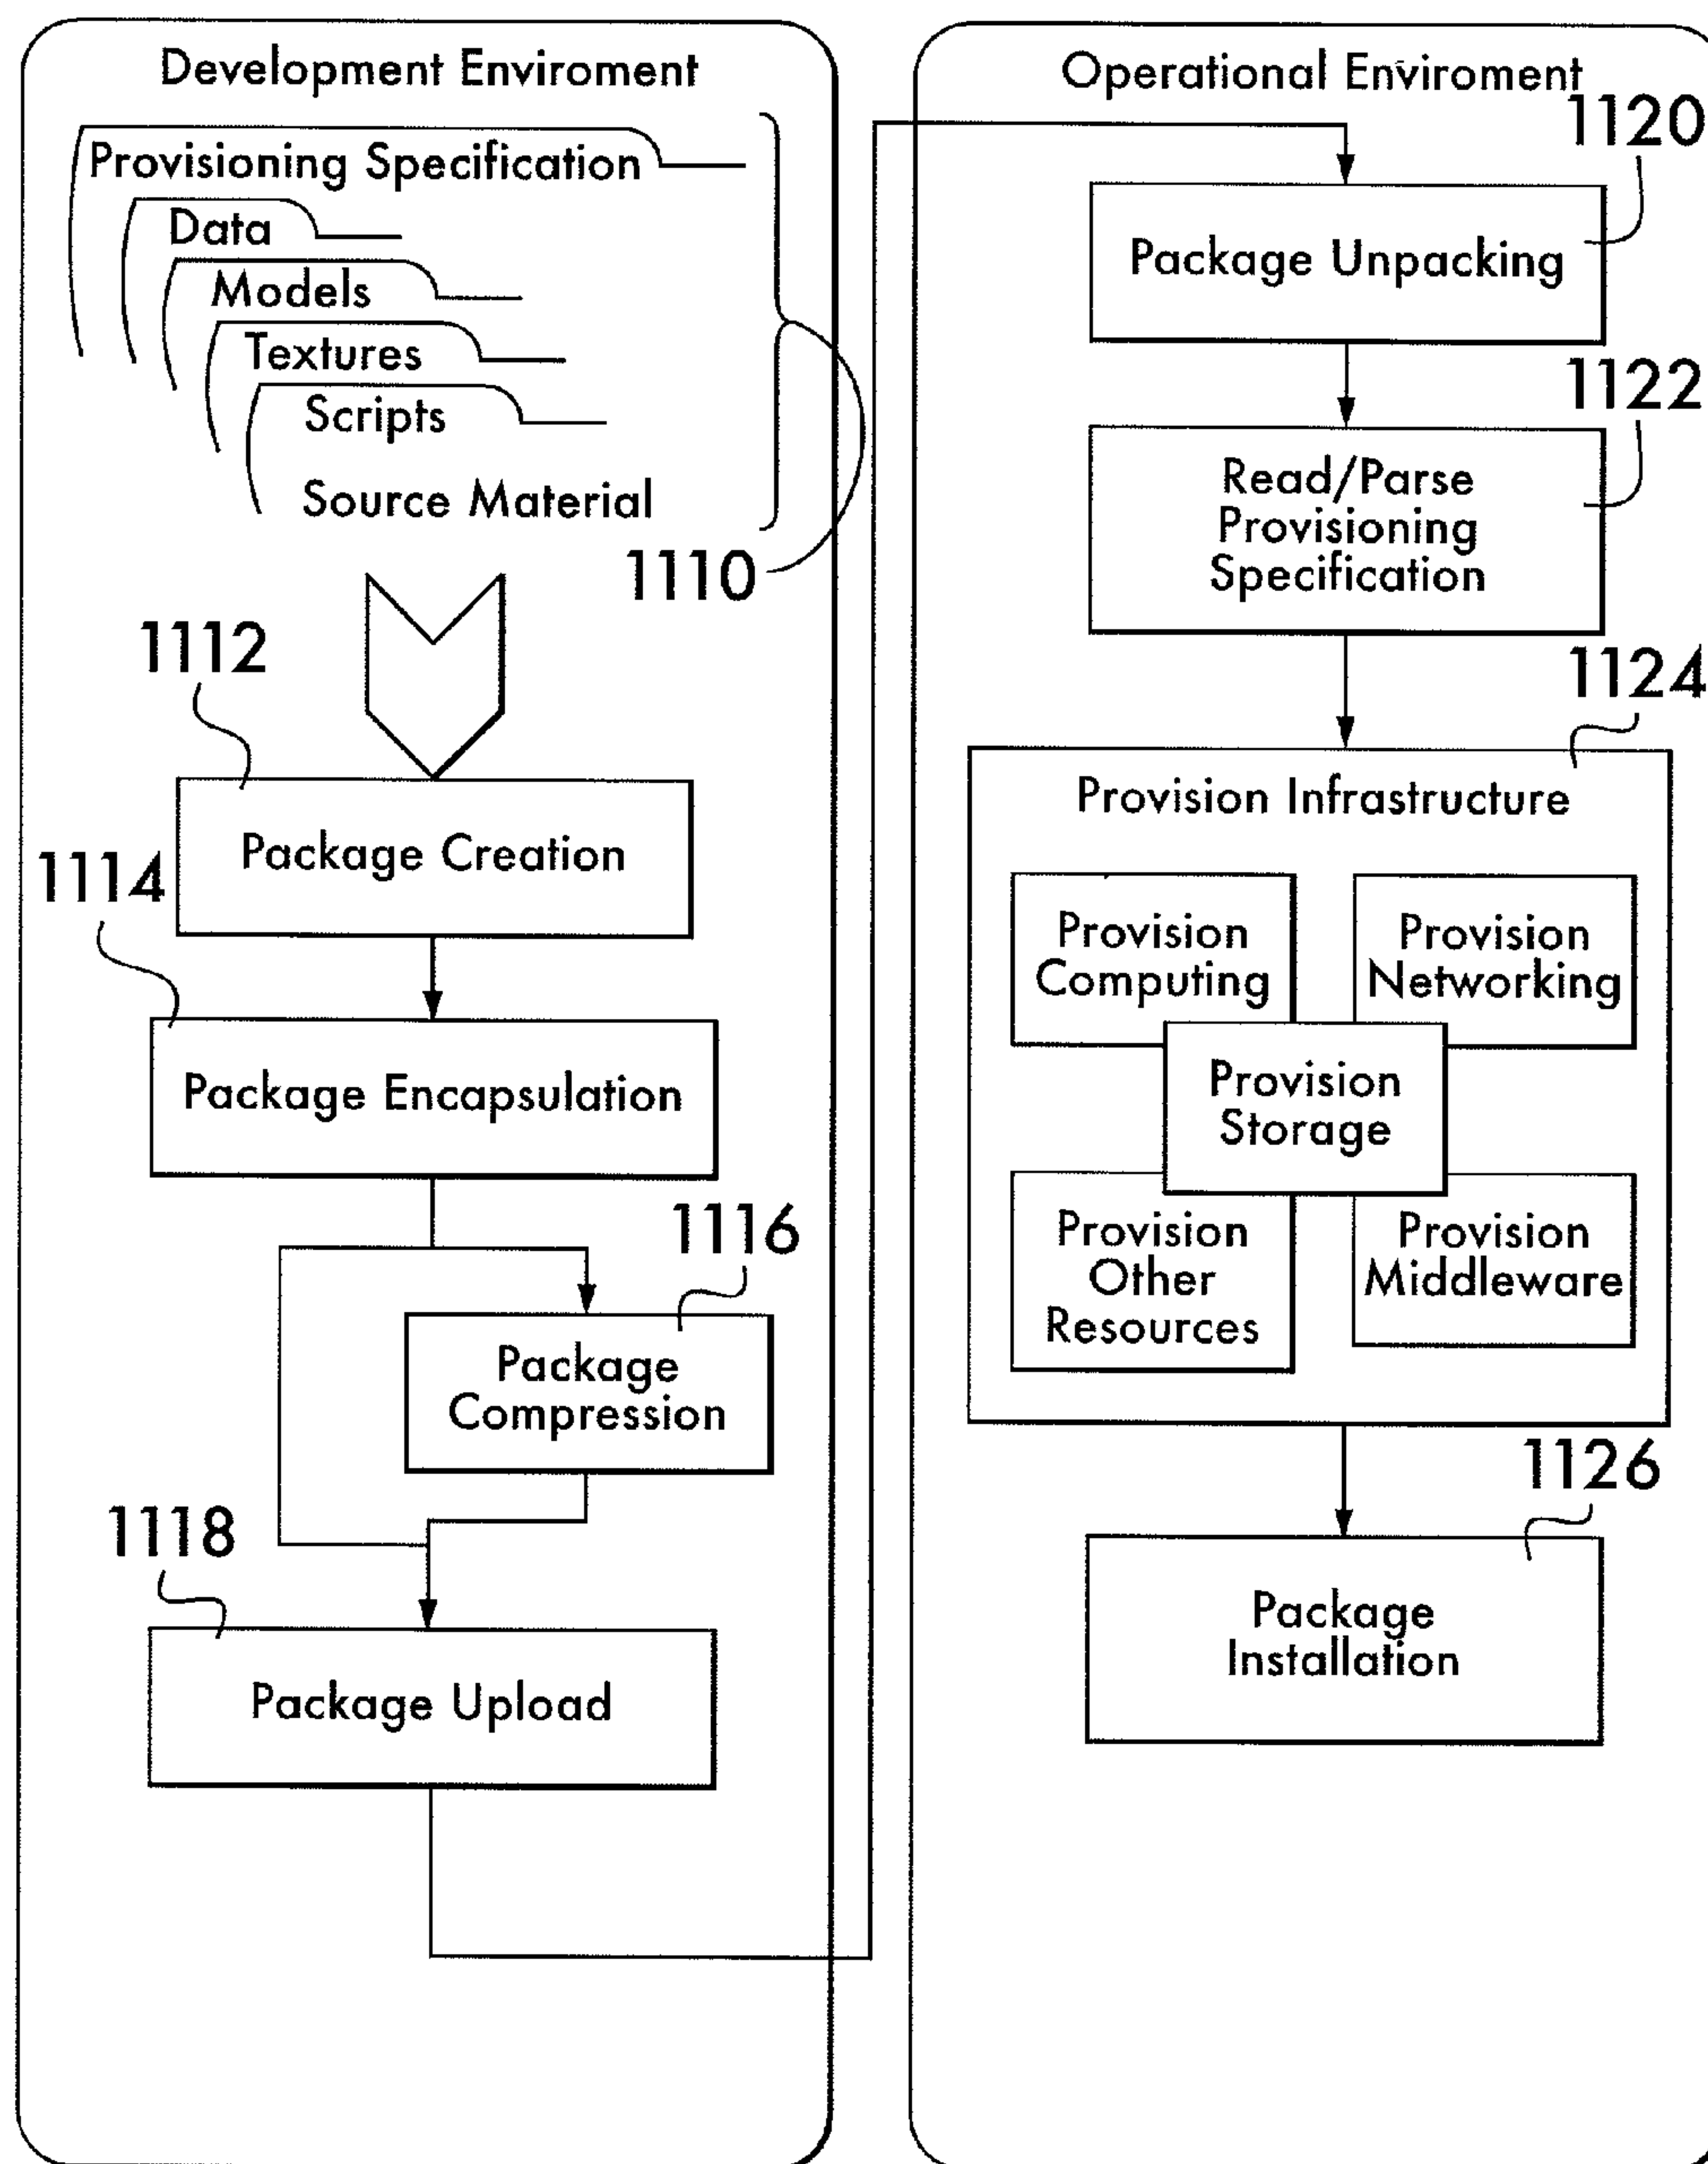 Development Enviroment
Provisioning Specification
Data
Models
Textures
Scripts
Source Material
1110
1112
Package Creation
1114
Package Encapsulation
1116
Package
Compression
1118
Package Upload
Operational Enviroment
1120
Package Unpacking
1122
Read/Parse
Provisioning
Specification
1124
Provision Infrastructure
Provision
Computing
Provision
Networking
Provision
Storage
Provision
Other
Resources
Provision
Middleware
1126
Package
Installation